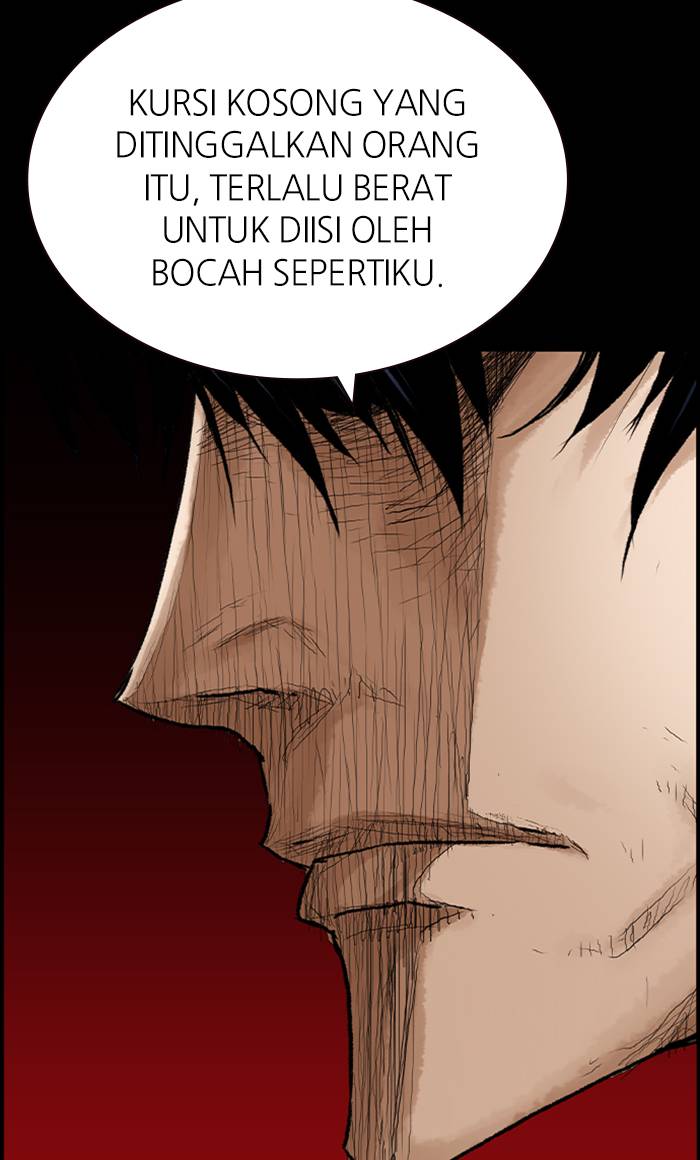 KURSI KOSONG YANG
DITINGGALKAN ORANG
ITU, TERLALU BERAT
UNTUK DIISI OLEH
BOCAH SEPERTIKU.